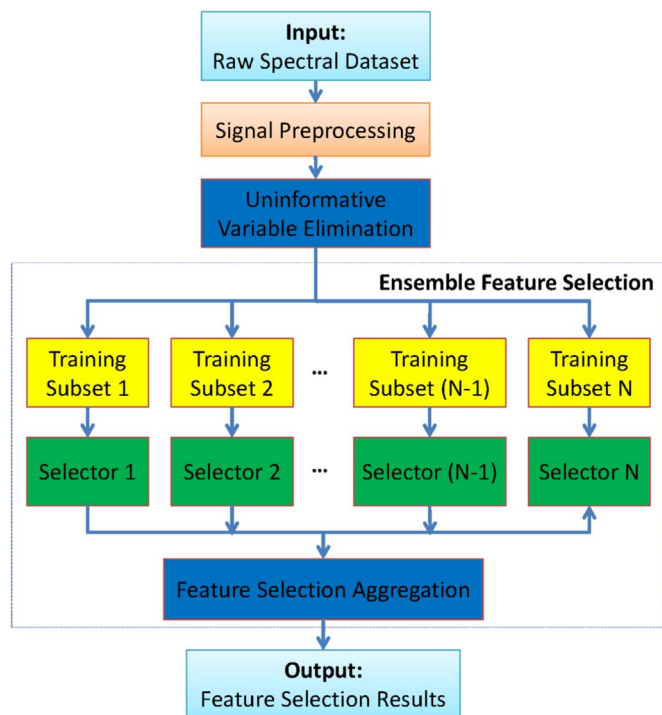 Input:
Raw Spectral Dataset
Signal Preprocessing
Uninformative
Variable Elimination
Ensemble Feature Selection
Training
Subset 1
Training
Subset 2
...
Training
Subset (N-1)
Training
Subset N
Selector 1
Selector 2
...
Selector (N-1)
Selector N
Feature Selection Aggregation
Output:
Feature Selection Results